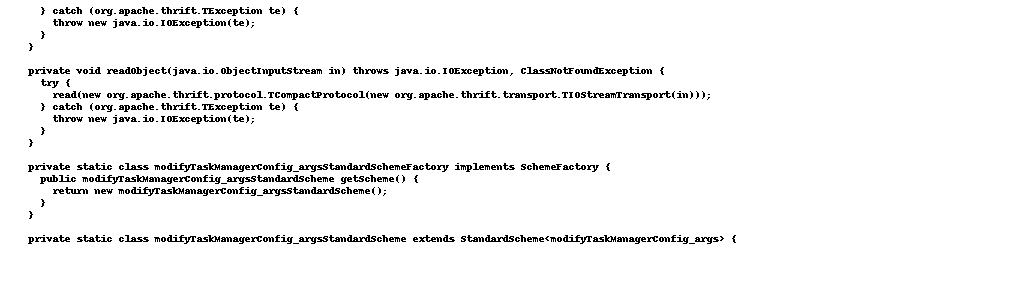 } catch (org.apache.thrift.TException te) {
throw new java.io.IOException(te);
}
}
private void readObject(java.io.ObjectInputStream in) throws java.io.IOException, ClassNotFoundException {
try {
read(new org.apache.thrift.protocol.TCompactProtocol(new org.apache.thrift.transport.TIOStreamTransport(in)));
} catch (org.apache.thrift.TException te) {
throw new java.io.IOException(te);
}
}
private static class modifyTaskManagerConfig_argsStandardSchemeFactory implements SchemeFactory {
public modifyTaskManagerConfig_argsStandardScheme getScheme() {
return new modifyTaskManagerConfig_argsStandardScheme();
}
}
private static class modifyTaskManagerConfig_argsStandardScheme extends StandardScheme<modifyTaskManagerConfig_args> {